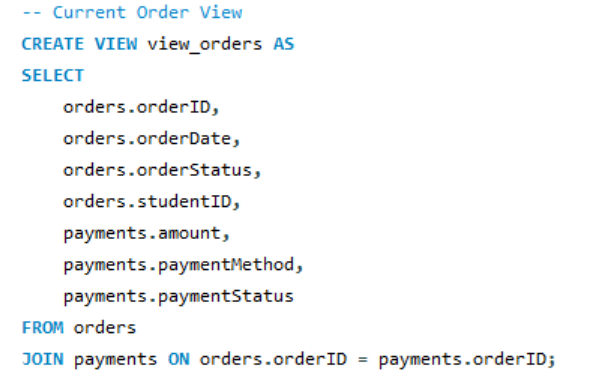 -- Current Order View
CREATE VIEW view_orders AS
SELECT
    orders.orderID,
    orders.orderDate,
    orders.orderStatus,
    orders.studentID,
    payments.amount,
    payments.paymentMethod,
    payments.paymentStatus
FROM orders
JOIN payments ON orders.orderID = payments.orderID;